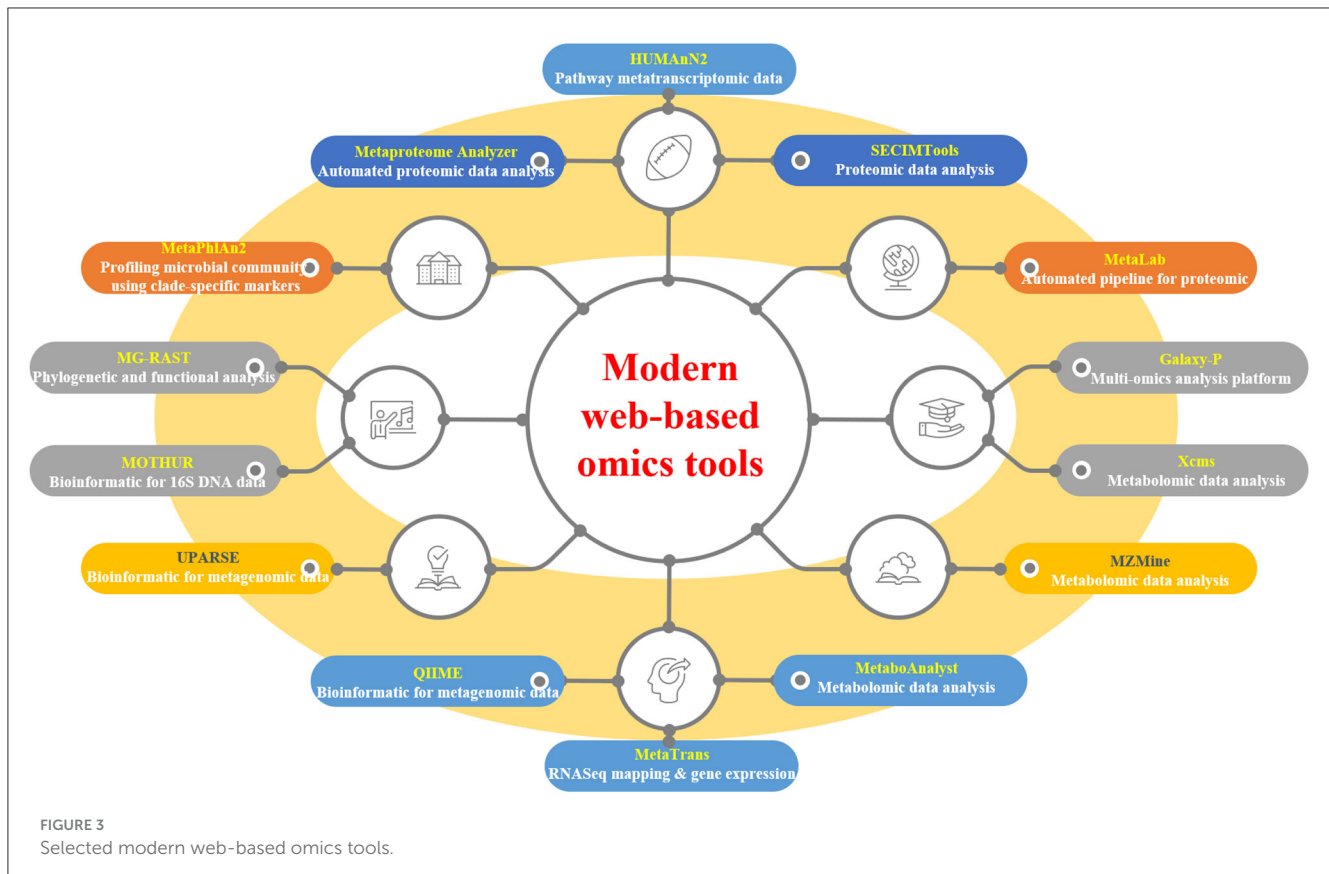 HUMAnN2
Pathway metatranscriptomic data
Metaproteome Analyzer
Automated proteomic data analysis
SECIMTools
Proteomic data analysis
MetaPhlAn2
Profiling microbial community
using clade-specific markers
MetaLab
Automated pipeline for proteomic
MG-RAST
Phylogenetic and functional analysis
Galaxy-P
Multi-omics analysis platform
Modern
web-based
omics tools
MOTHUR
Bioinformatic for 16S DNA data
Xcms
Metabolomic data analysis
UPARSE
Bioinformatic for metagenomic data
MZMine
Metabolomic data analysis
QIIME
Bioinformatic for metagenomic data
MetaboAnalyst
Metabolomic data analysis
MetaTrans
RNASeq mapping & gene expression
FIGURE 3
Selected modern web-based omics tools.